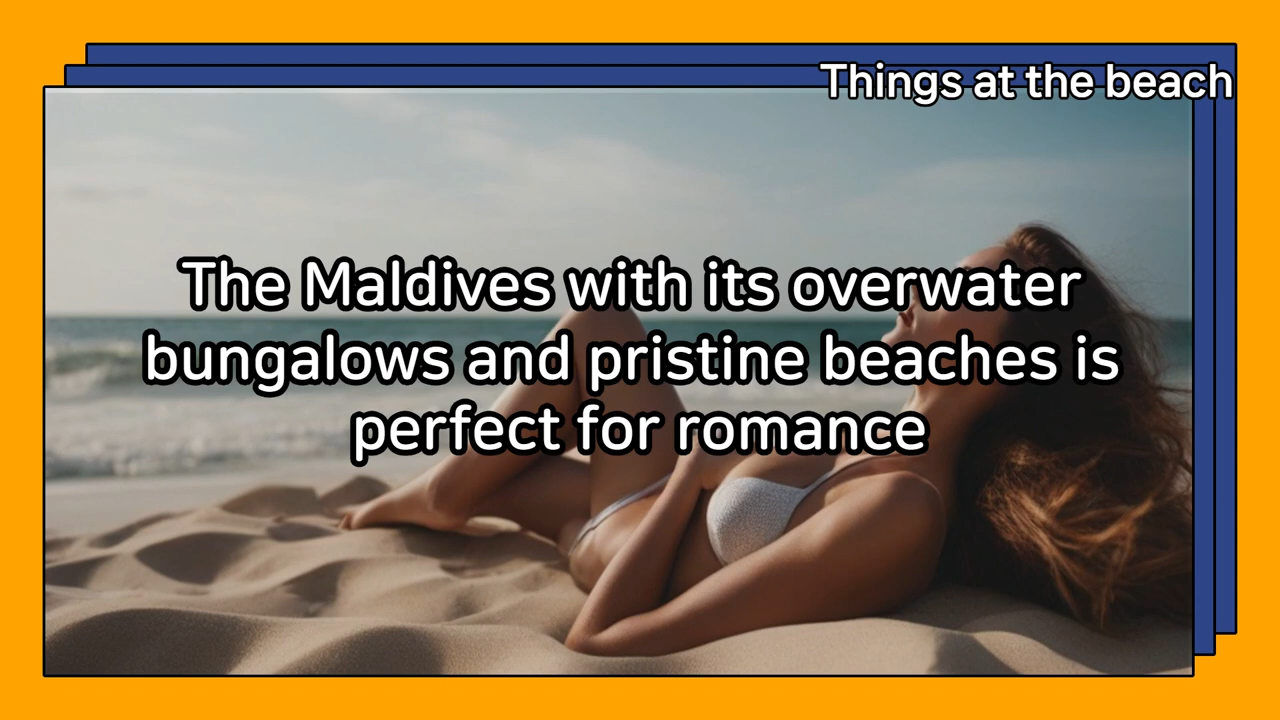 Things at the beach
The Maldives with its overwater
bungalows and pristine beaches is
perfect for romance